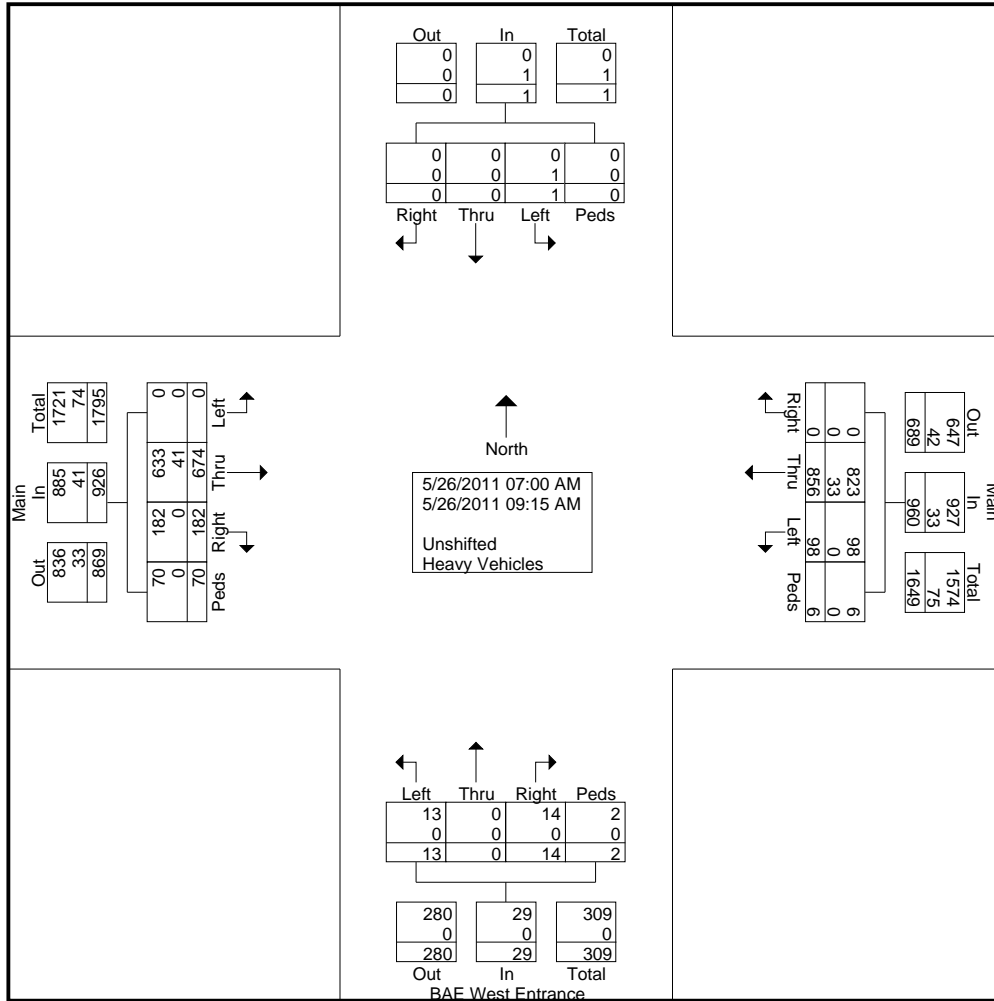 Out In Total
0 0 0
0 1 1
0 1 1
0 0 0 0
0 0 1 0
0 0 1 0
Right Thru Left Peds
Main
Total In Out
1721 885 836
74 41 33
1795 926 869
0 633 182 70
0 41 0 0
0 674 182 70
Left Thru Right Peds
North
5/26/2011 07:00 AM
5/26/2011 09:15 AM
Unshifted
Heavy Vehicles
Main
Out In Total
647 927 1574
42 33 75
689 960 1649
0 823 98 6
0 33 0 0
0 856 98 6
Right Thru Left Peds
Left Thru Right Peds
13 0 14 2
0 0 0 0
13 0 14 2
280 29 309
0 0 0
280 29 309
Out In Total
BAE West Entrance